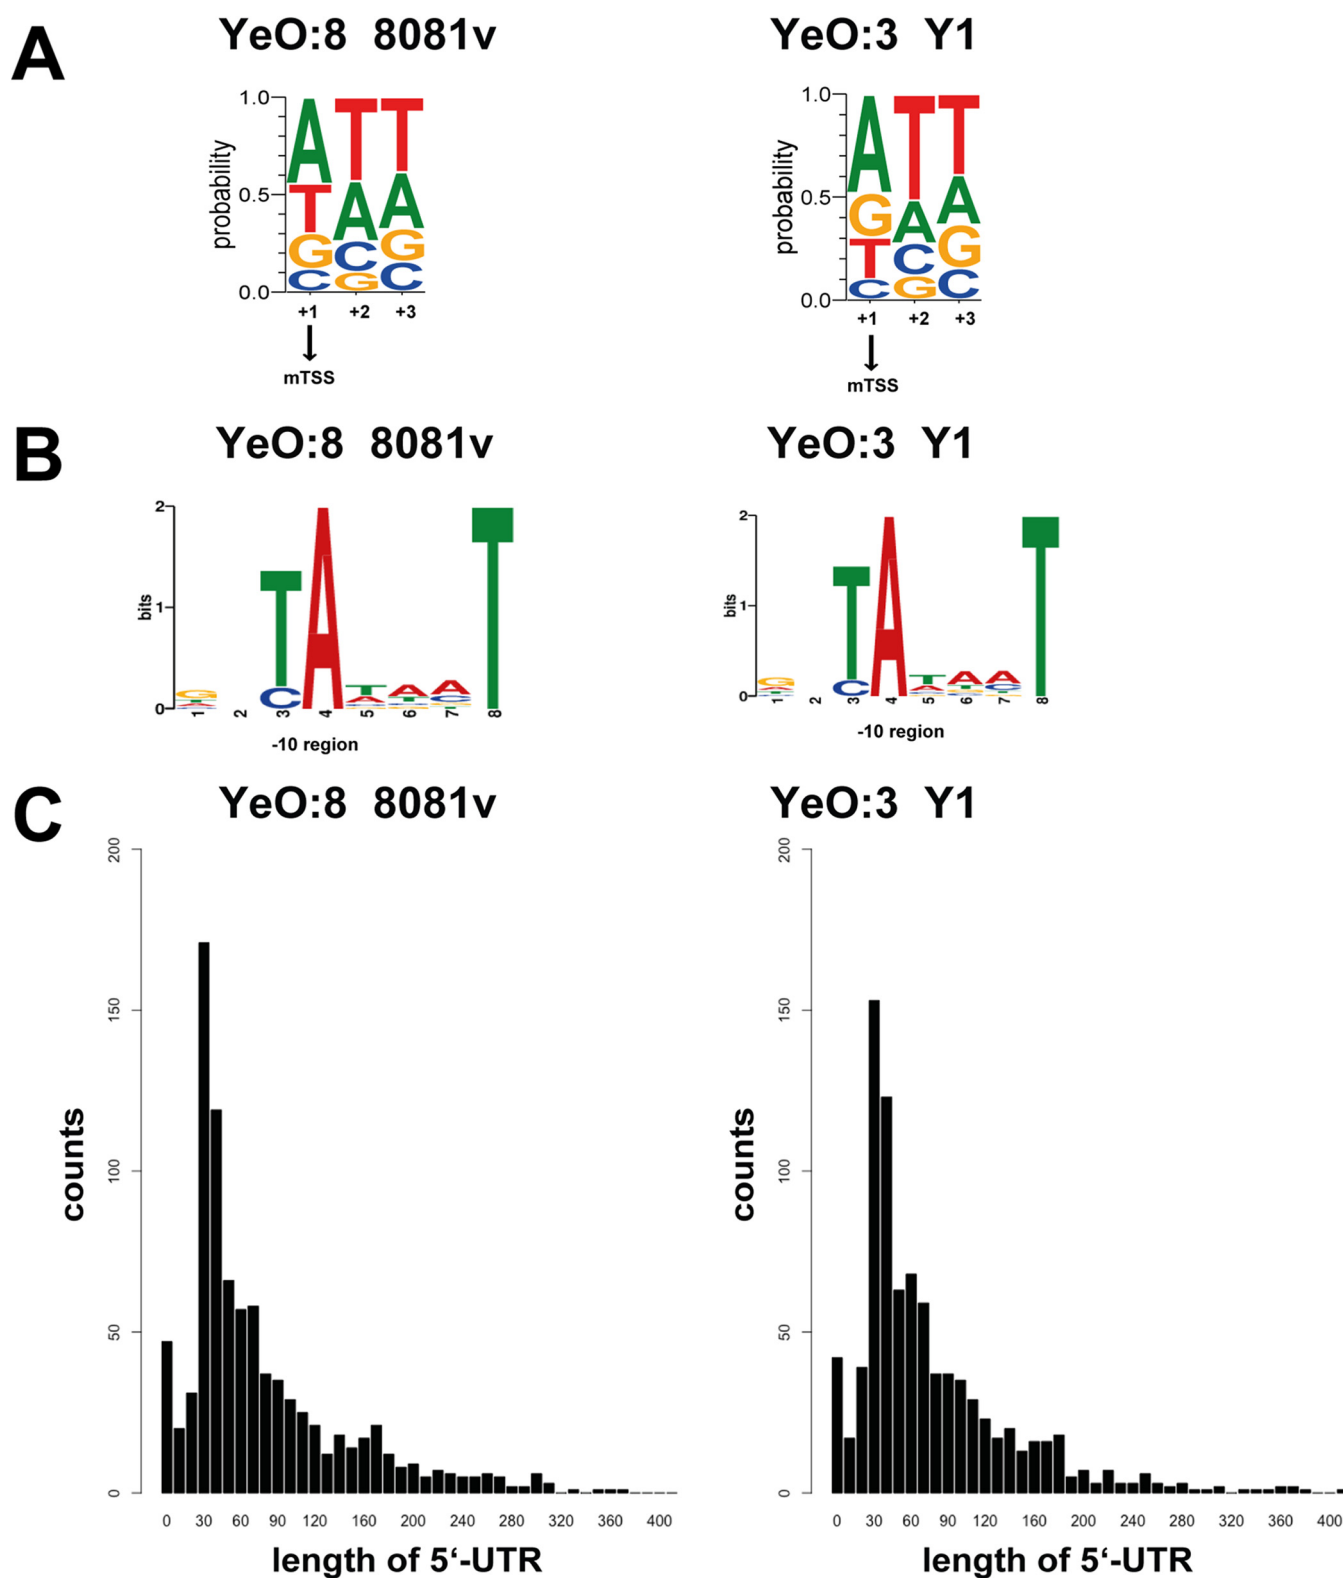 A
YeO:8 8081v
YeO:3 Y1
probability
1.0
0.5
0.0
A T T
T A A
G C G
C G C
+1 +2 +3
mTSS
probability
1.0
0.5
0.0
A T T
G A A
T C G
C G C
+1 +2 +3
mTSS
B
YeO:8 8081v
YeO:3 Y1
bits
2
1
0
T A T
C
G
T A A
1 2 3 4 5 6 7 8
-10 region
bits
2
1
0
T A T
C
G
T A A
1 2 3 4 5 6 7 8
-10 region
C
YeO:8 8081v
YeO:3 Y1
counts
200
150
100
50
0
0 30 60 90 120 160 200 240 280 320 360 400
length of 5‘-UTR
counts
200
150
100
50
0
0 30 60 90 120 160 200 240 280 320 360 400
length of 5‘-UTR